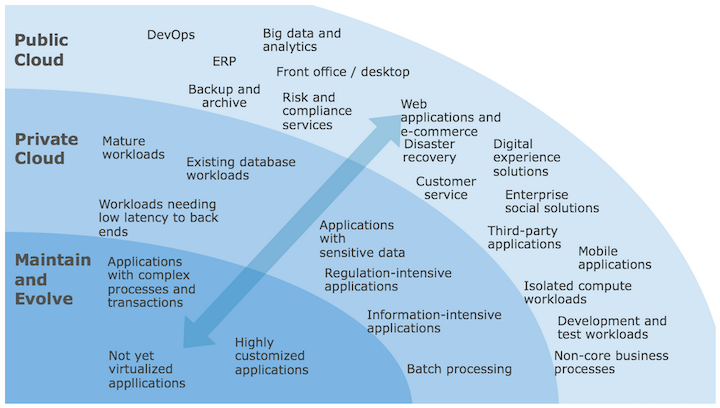 Public
Cloud
DevOps
ERP
Big data and
analytics
Front office / desktop
Backup and
archive
Risk and
compliance
services
Web
applications and
e-commerce
Disaster
recovery
Digital
experience
solutions
Customer
service
Enterprise
social solutions
Third-party
applications
Mobile
applications
Isolated compute
workloads
Development and
test workloads
Non-core business
processes
Private
Cloud
Mature
workloads
Existing database
workloads
Workloads needing
low latency to back
ends
Applications
with
sensitive data
Regulation-intensive
applications
Information-intensive
applications
Batch processing
Maintain
and
Evolve
Applications
with complex
processes and
transactions
Not yet
virtualized
appllications
Highly
customized
applications